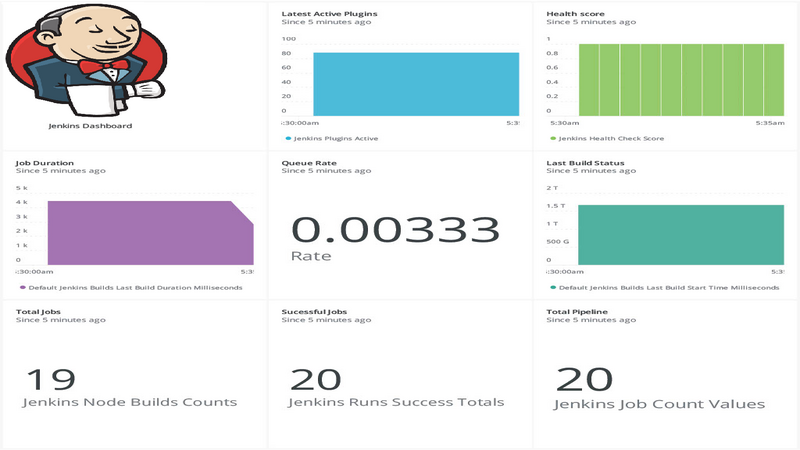 Jenkins Dashboard
Latest Active Plugins
Since 5 minutes ago
100
80
60
40
20
0
:30:00am
5:3
Jenkins Plugins Active
Health score
Since 5 minutes ago
1
0.8
0.6
0.4
0.2
0
5:30am
5:35am
Jenkins Health Check Score
Job Duration
Since 5 minutes ago
5 k
4 k
3 k
2 k
1 k
0
:30:00am
5:3
Default Jenkins Builds Last Build Duration Milliseconds
Queue Rate
Since 5 minutes ago
0.00333
Rate
Last Build Status
Since 5 minutes ago
2 T
1.5 T
1 T
500 G
0
:30:00am
5:3
Default Jenkins Builds Last Build Start Time Milliseconds
Total Jobs
Since 5 minutes ago
19
Jenkins Node Builds Counts
Sucessful Jobs
Since 5 minutes ago
20
Jenkins Runs Success Totals
Total Pipeline
Since 5 minutes ago
20
Jenkins Job Count Values